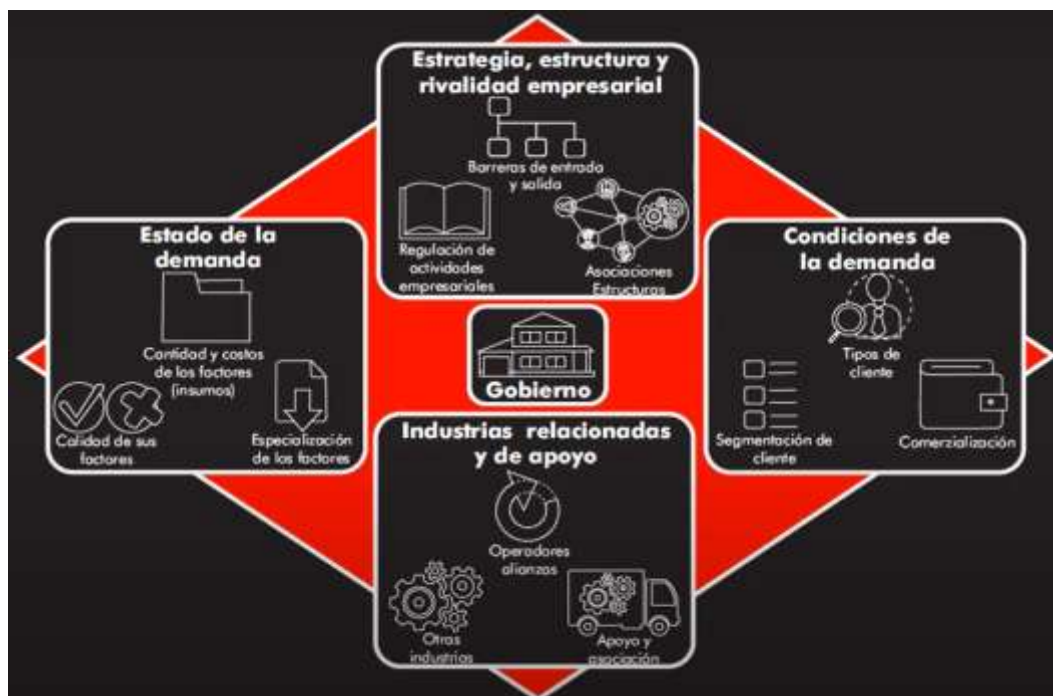 Estrategia, estructura y
rivalidad empresarial
Barreras de entrada
y salida
Regulación de
actividades
empresariales
Asociaciones
Estructuras
Estado de la
demanda
Cantidad y costos
de los factores
(insumos)
Calidad de sus
factores
Especialización
de los factores
Gobierno
Condiciones de
la demanda
Tipos de
cliente
Segmentación de
cliente
Comerzialización
Industrias relacionadas
y de apoyo
Operadores
alianzas
Otras
industrias
Apoyo y
asociación